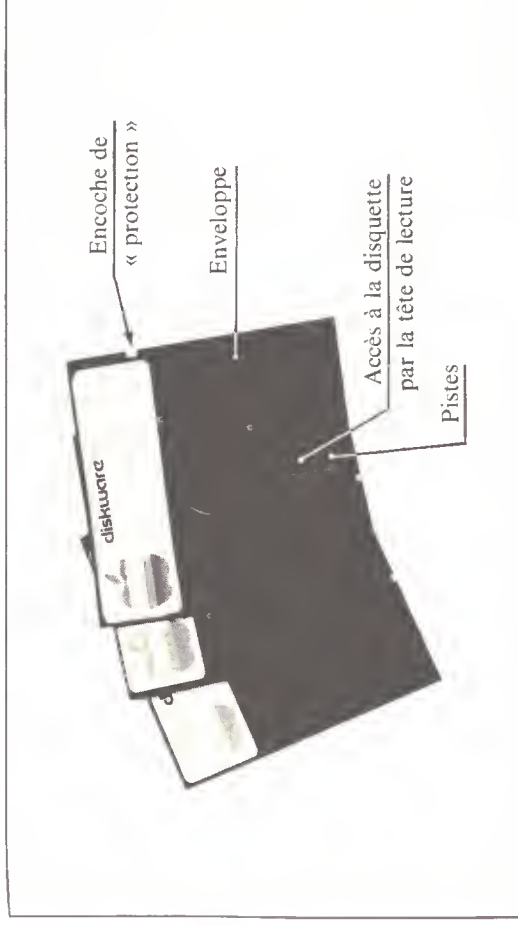 Encoche de
« protection »
Enveloppe
Accès à la disquette
par la tête de lecture
Pistes
diskware